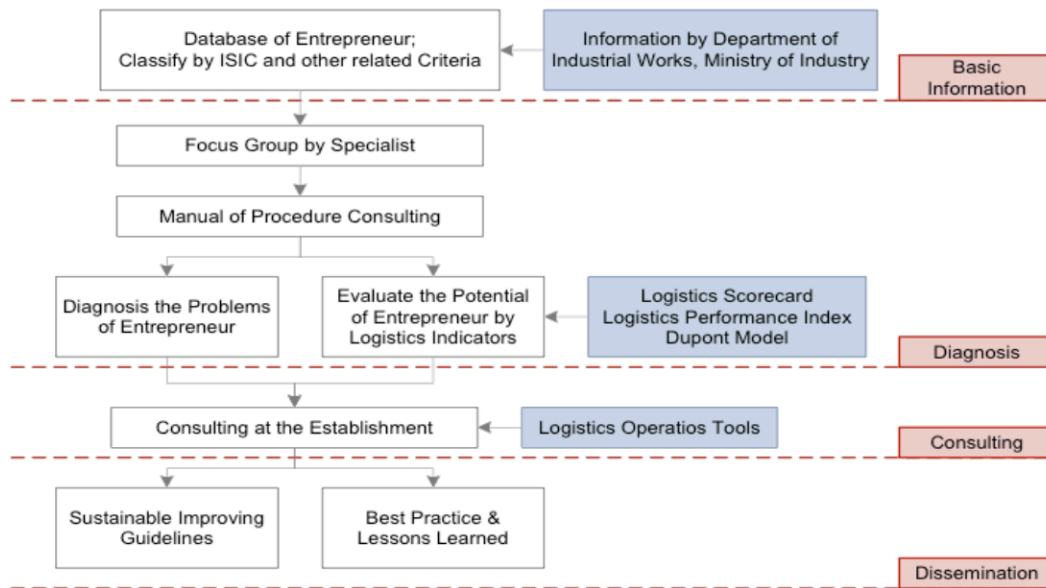 Database of Entrepreneur;
Classify by ISIC and other related Criteria
Information by Department of
Industrial Works, Ministry of Industry
Basic
Information
Focus Group by Specialist
Manual of Procedure Consulting
Diagnosis the Problems
of Entrepreneur
Evaluate the Potential
of Entrepreneur by
Logistics Indicators
Logistics Scorecard
Logistics Performance Index
Dupont Model
Diagnosis
Consulting at the Establishment
Logistics Operatios Tools
Consulting
Sustainable Improving
Guidelines
Best Practice &
Lessons Learned
Dissemination